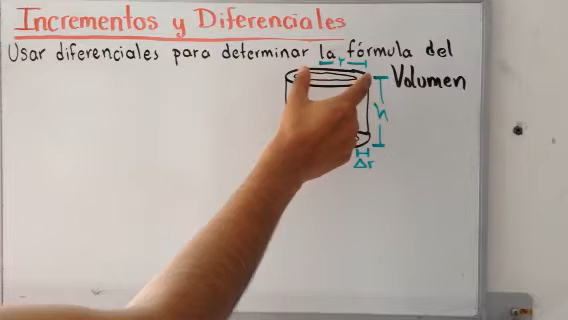 Incrementos y Diferenciales
Usar diferenciales para determinar la fórmula del
Volumen
r
h
Δr